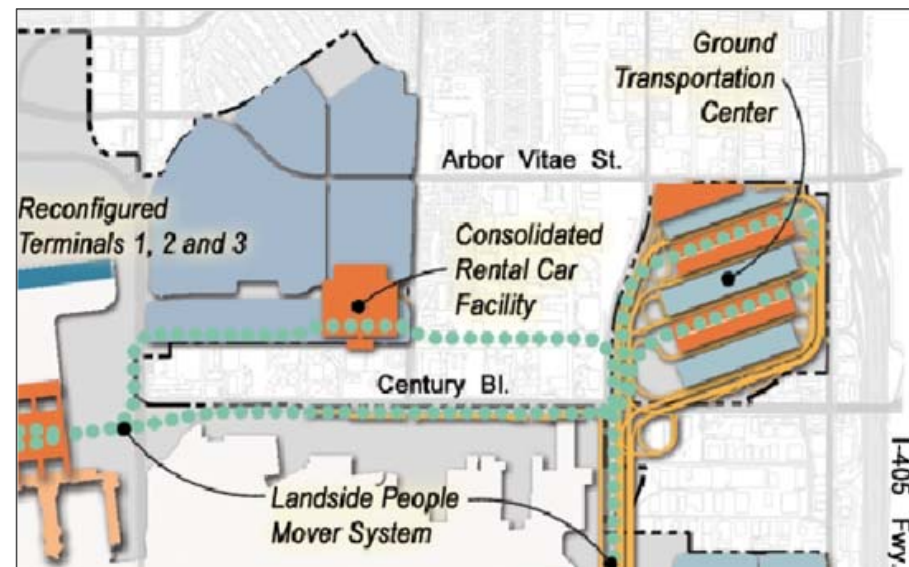 Ground
Transportation
Center
Arbor Vitae St.
Reconfigured
Terminals 1, 2 and 3
Consolidated
Rental Car
Facility
Century Bl.
I-405 Fwy.
Landside People
Mover System